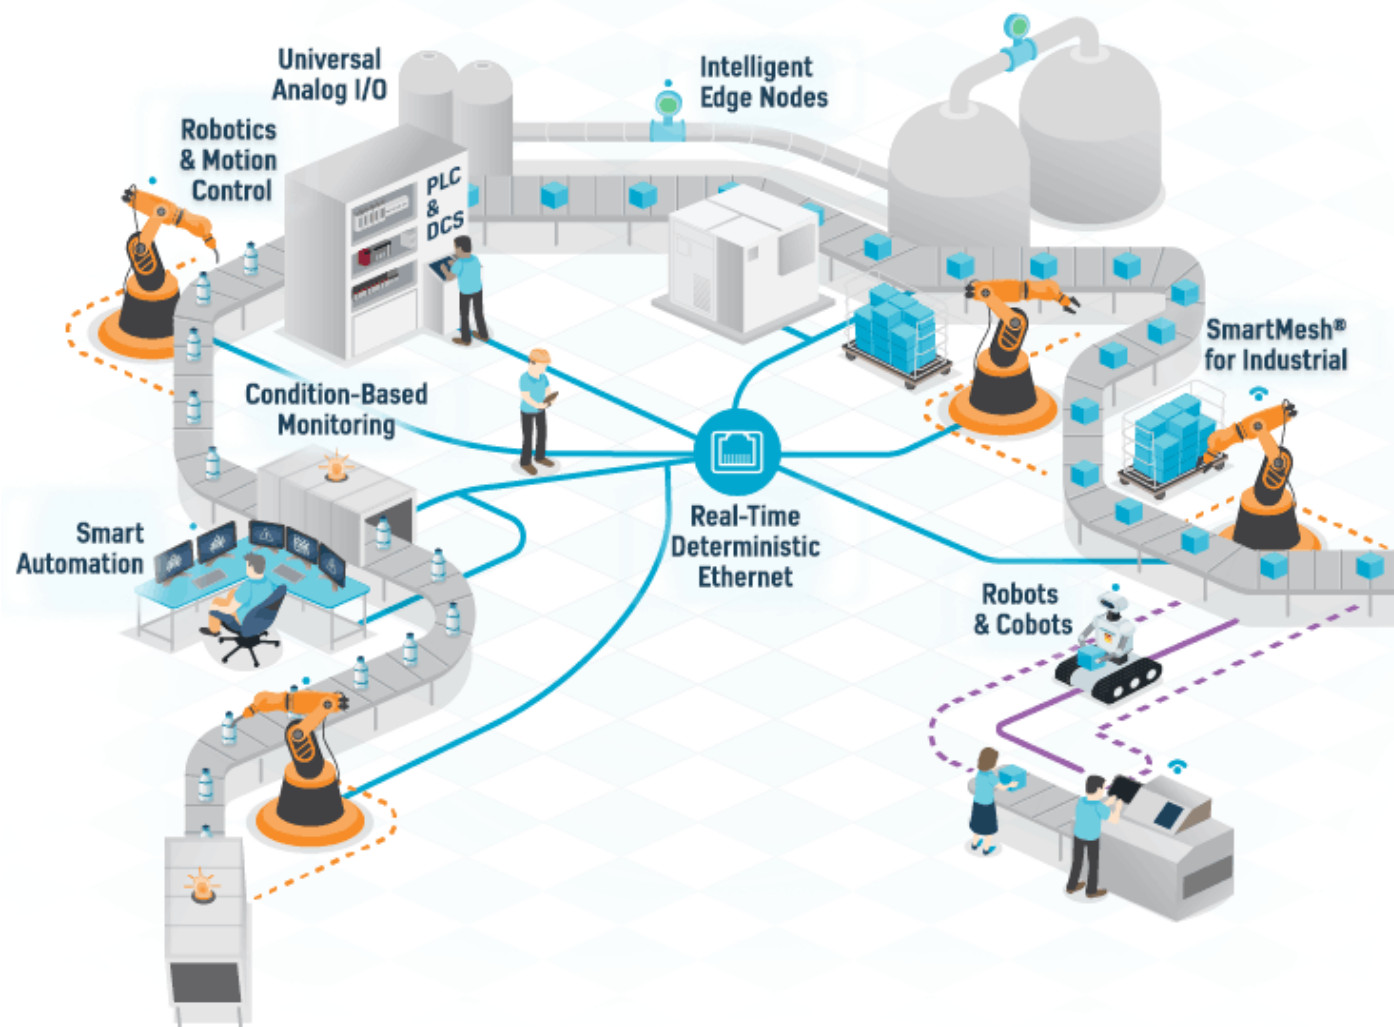 Universal
Analog I/O
Intelligent
Edge Nodes
Robotics
& Motion
Control
PLC
&
DCS
SmartMesh®
for Industrial
Condition-Based
Monitoring
Smart
Automation
Real-Time
Deterministic
Ethernet
Robots
& Cobots